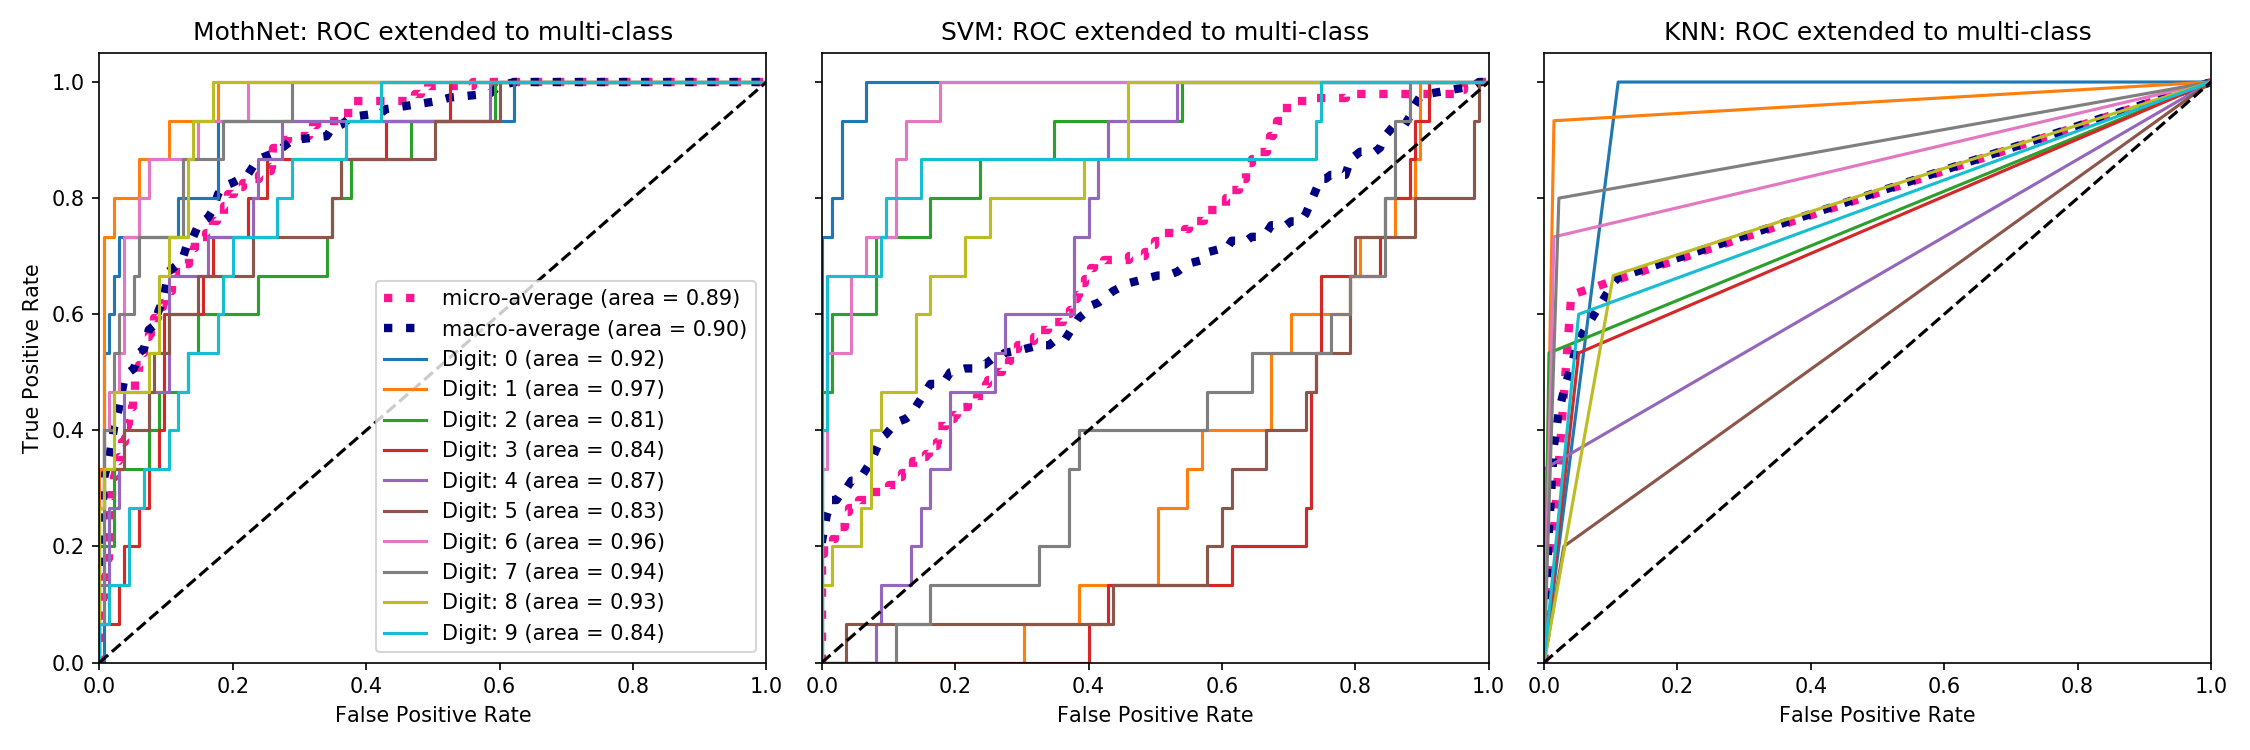 MothNet: ROC extended to multi-class
True Positive Rate
1.0
0.8
0.6
0.4
0.2
0.0
micro-average (area = 0.89)
macro-average (area = 0.90)
Digit: 0 (area = 0.92)
Digit: 1 (area = 0.97)
Digit: 2 (area = 0.81)
Digit: 3 (area = 0.84)
Digit: 4 (area = 0.87)
Digit: 5 (area = 0.83)
Digit: 6 (area = 0.96)
Digit: 7 (area = 0.94)
Digit: 8 (area = 0.93)
Digit: 9 (area = 0.84)
0.0 0.2 0.4 0.6 0.8 1.0
False Positive Rate
SVM: ROC extended to multi-class
0.0 0.2 0.4 0.6 0.8 1.0
False Positive Rate
KNN: ROC extended to multi-class
0.0 0.2 0.4 0.6 0.8 1.0
False Positive Rate